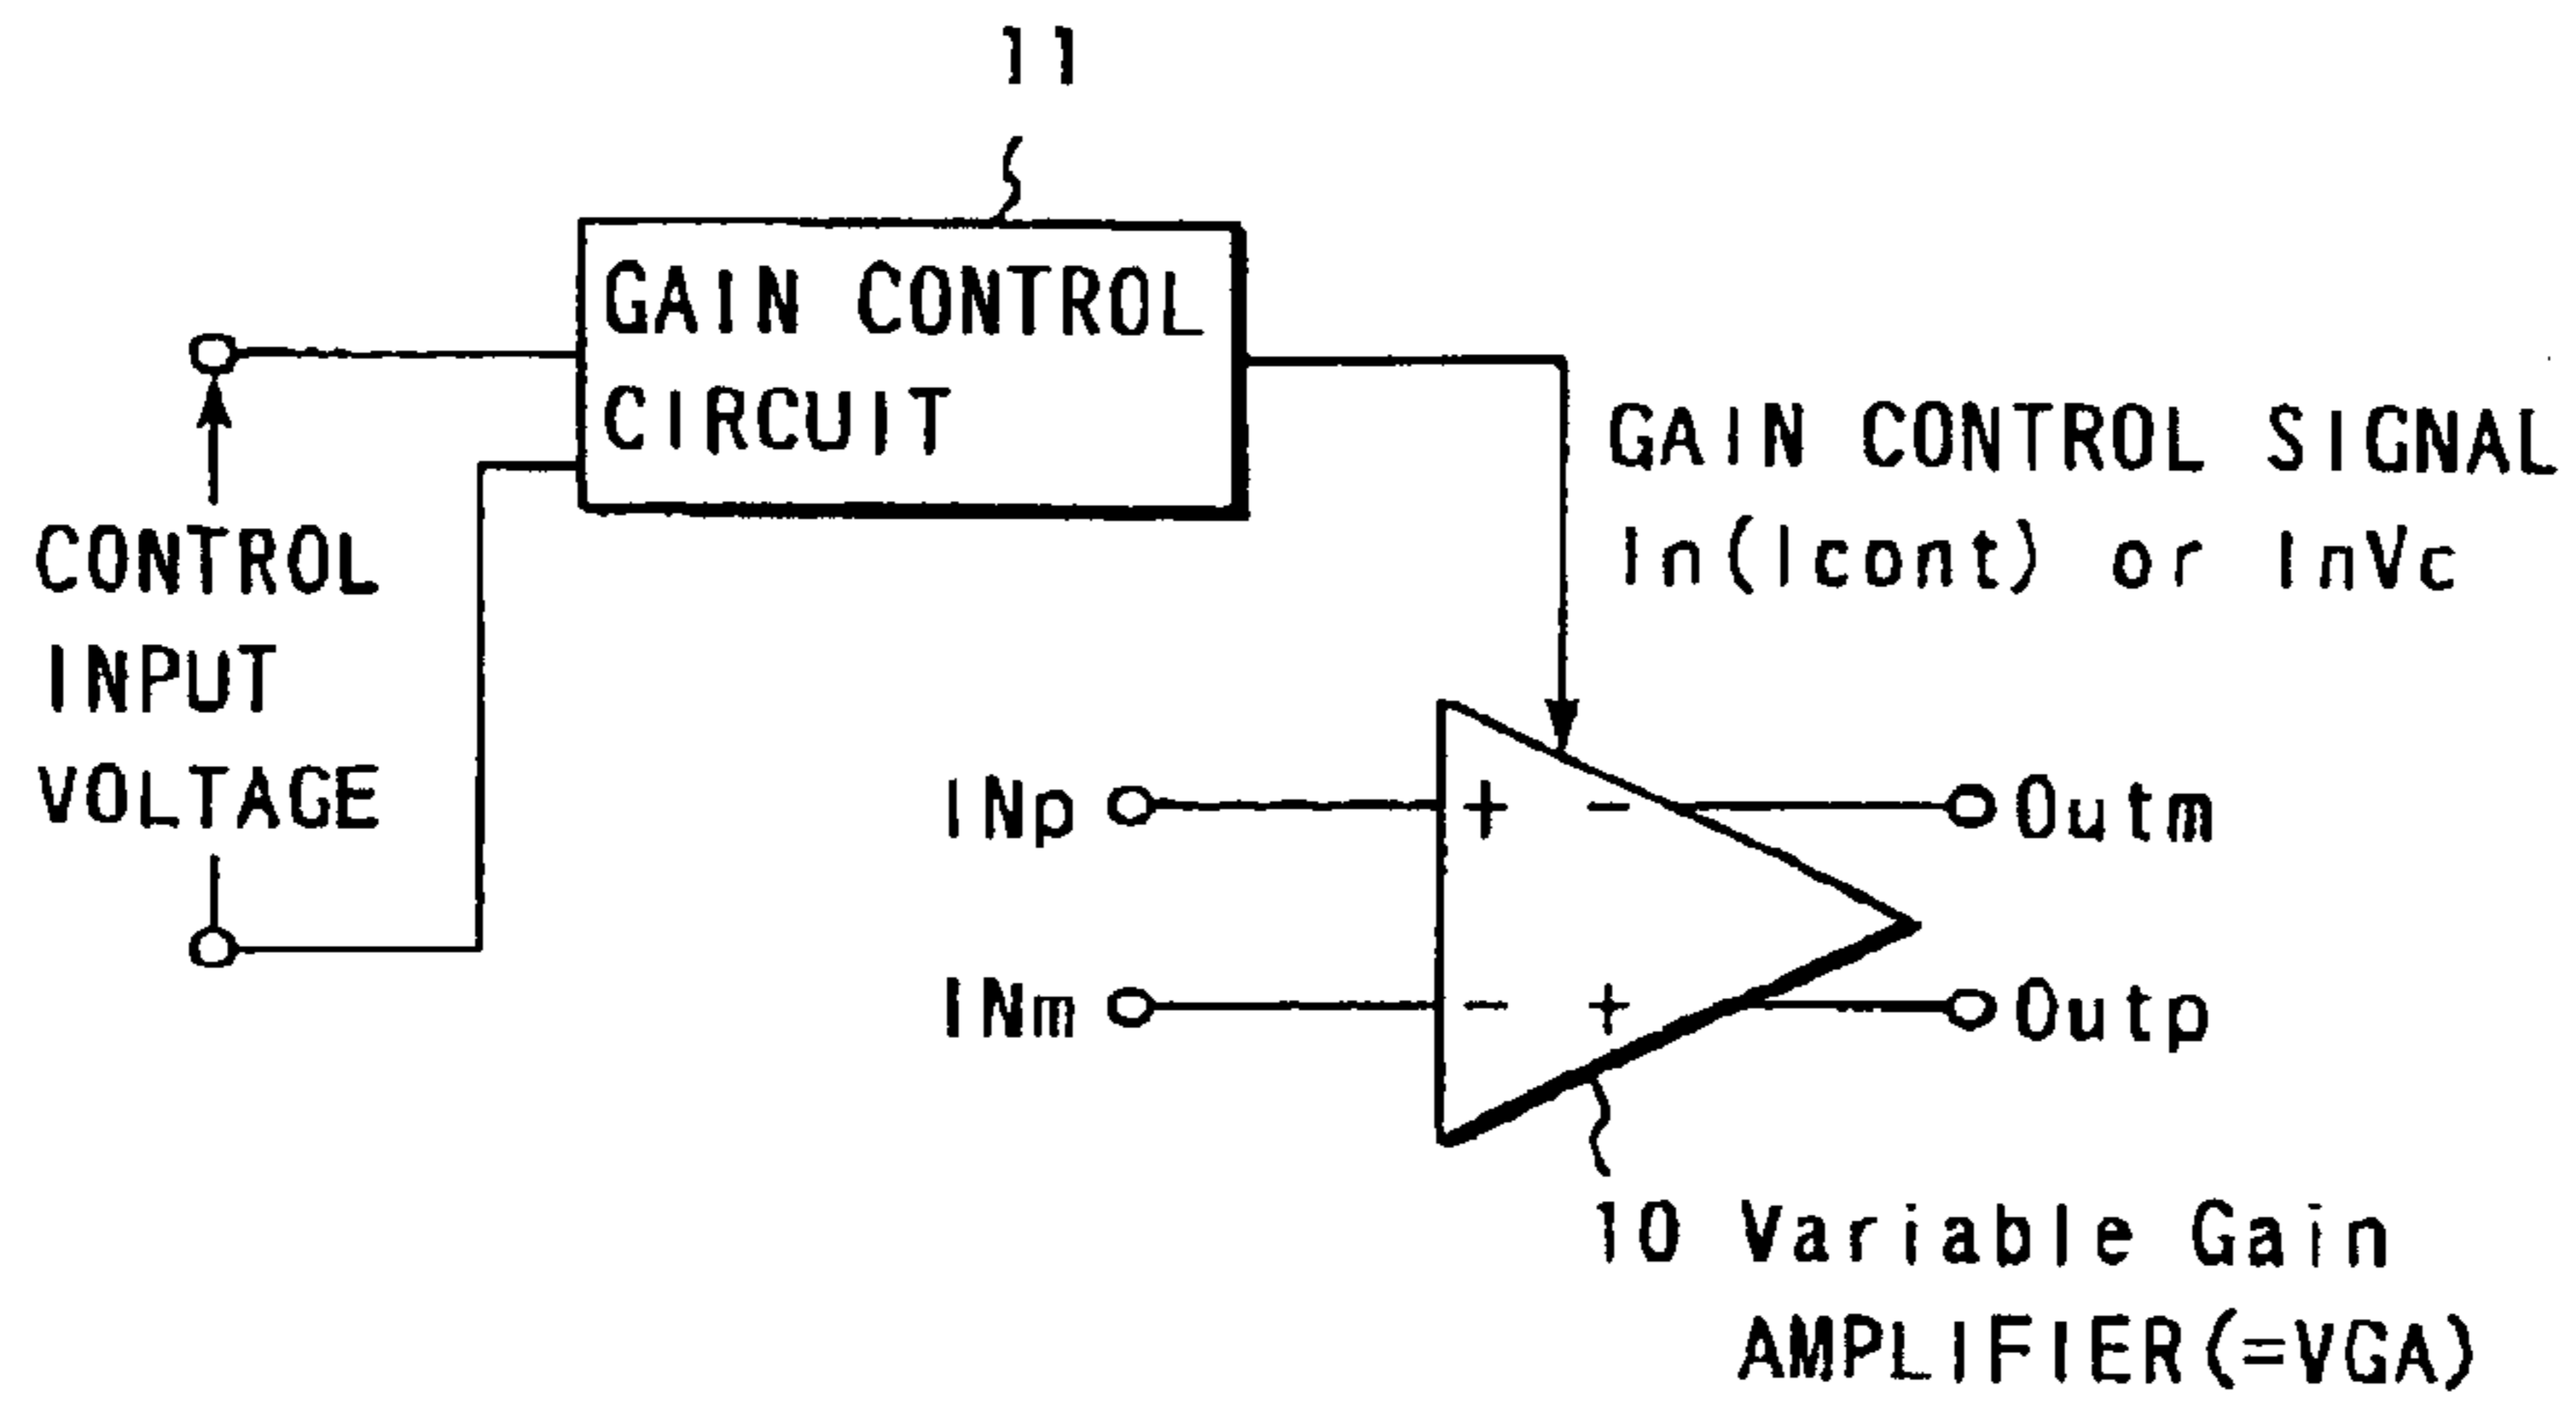 11
GAIN CONTROL
CIRCUIT
GAIN CONTROL SIGNAL
In(Icont) or InVc
CONTROL
INPUT
VOLTAGE
INp
+ -
Outm
INm
- +
Outp
10 Variable Gain
AMPLIFIER(=VGA)